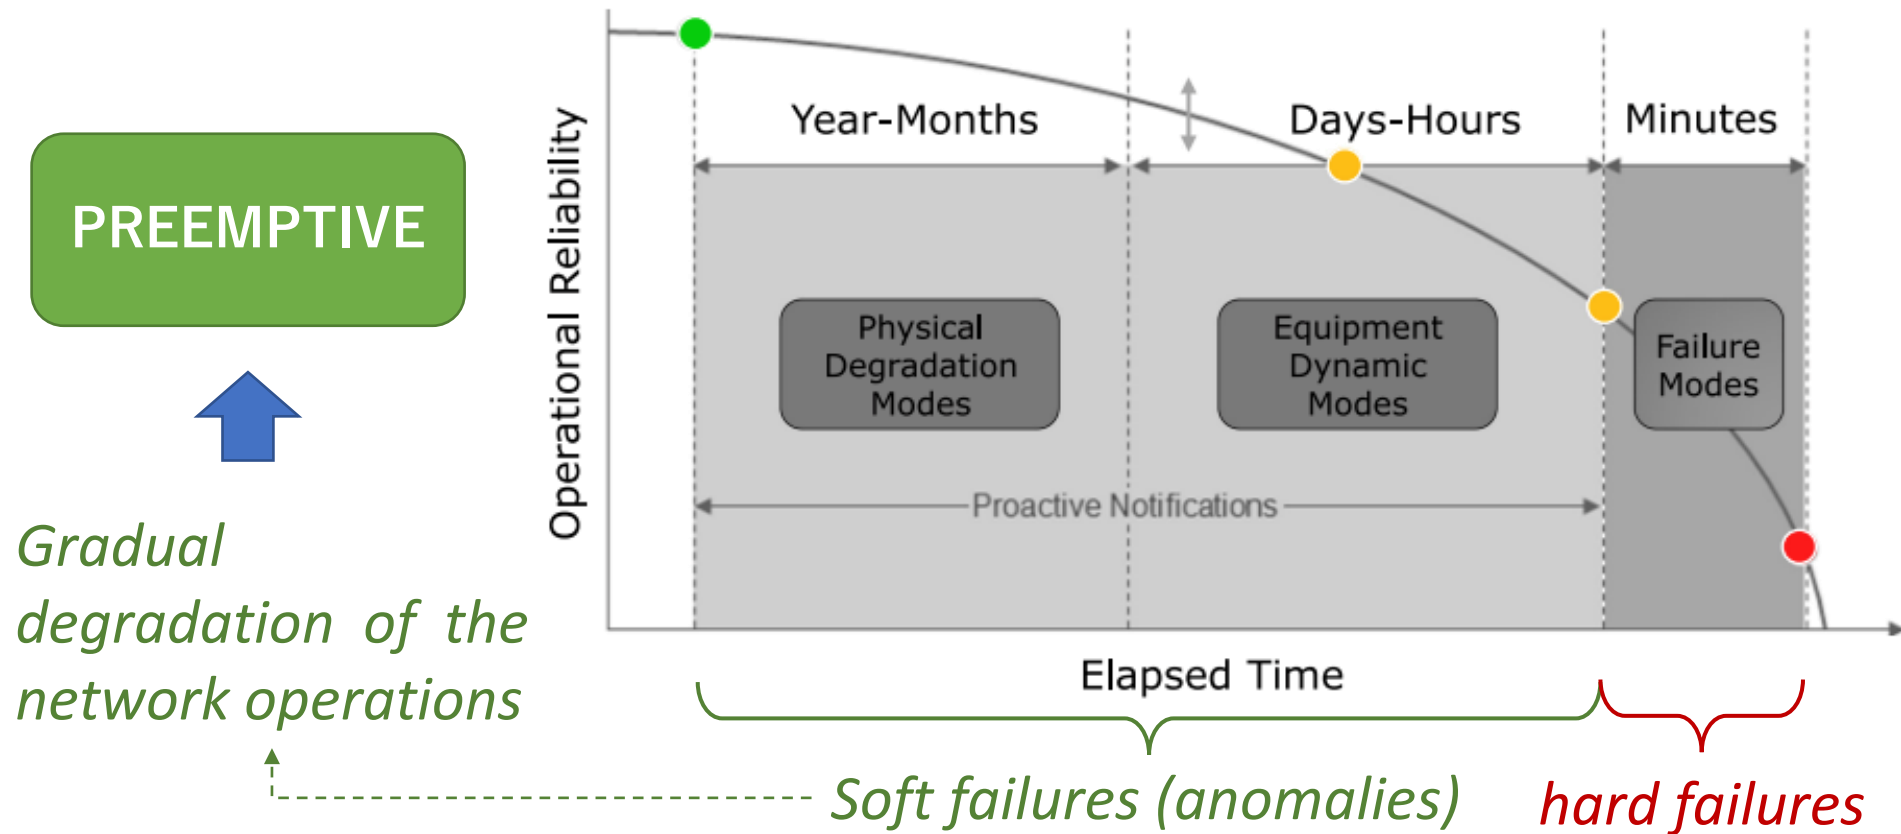 PREEMPTIVE
Gradual
degradation of the
network operations
Operational Reliability
Year-Months
Days-Hours
Minutes
Physical
Degradation
Modes
Equipment
Dynamic
Modes
Failure
Modes
Proactive Notifications
Elapsed Time
Soft failures (anomalies)
hard failures